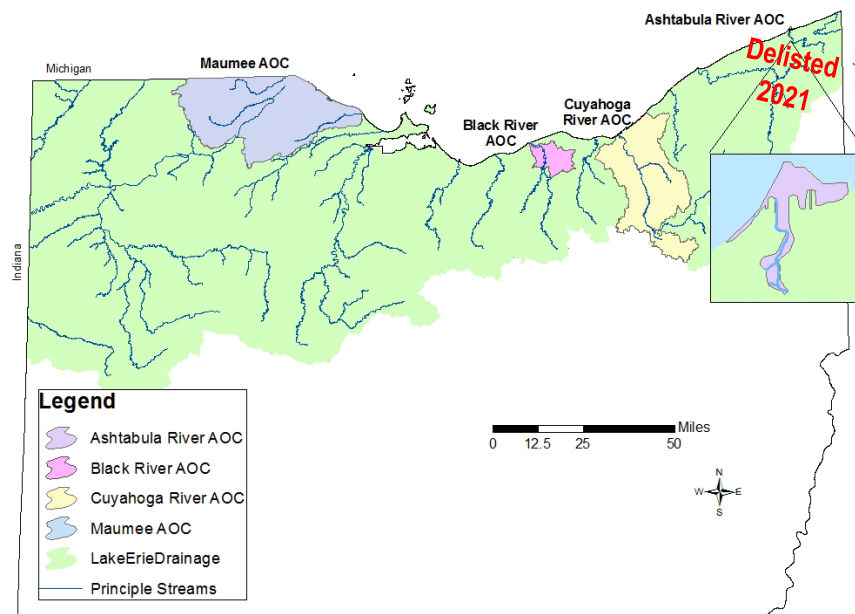 Ashtabula River AOC
Delisted
2021
Michigan
Maumee AOC
Cuyahoga
River AOC
Black River
AOC
Indiana
Legend
Ashtabula River AOC
Black River AOC
Cuyahoga River AOC
Maumee AOC
LakeErieDrainage
Principle Streams
Miles
0 12.5 25 50
N
W E
S